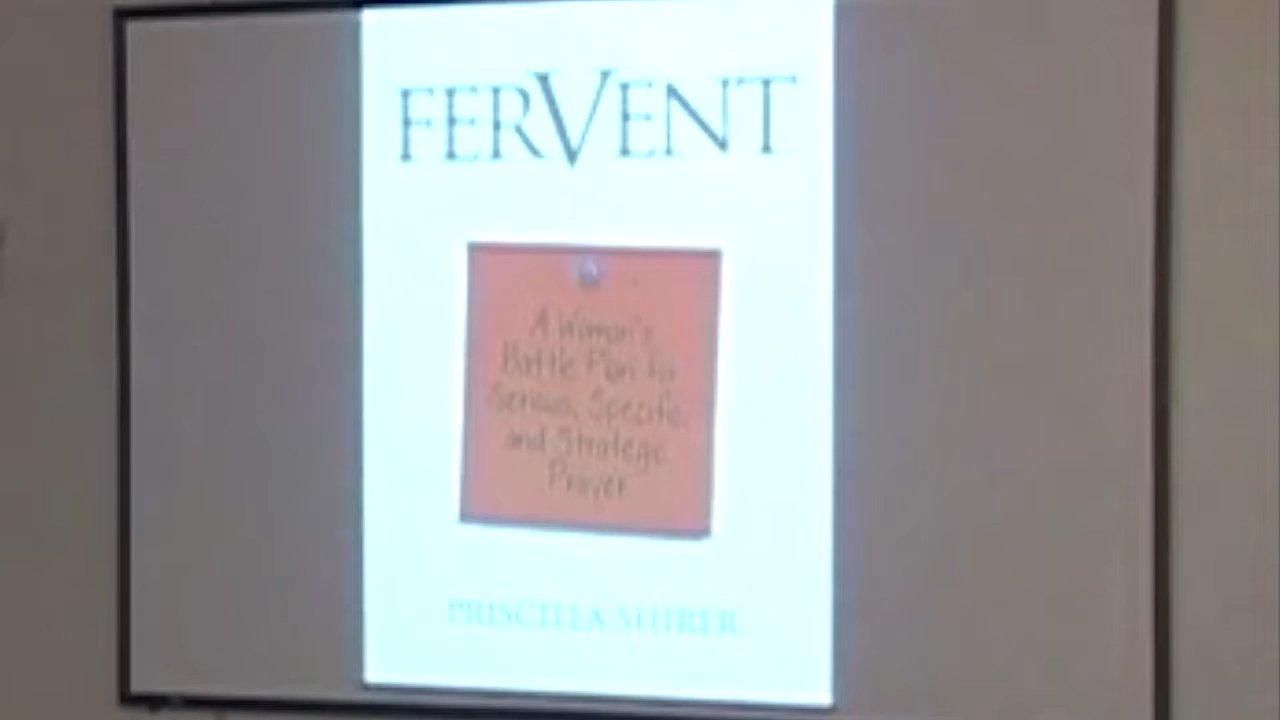 FERVENT
A Woman's
Battle Plan for
Serious, Specific,
and Strategic
Prayer
PRISCILLA SHIRER